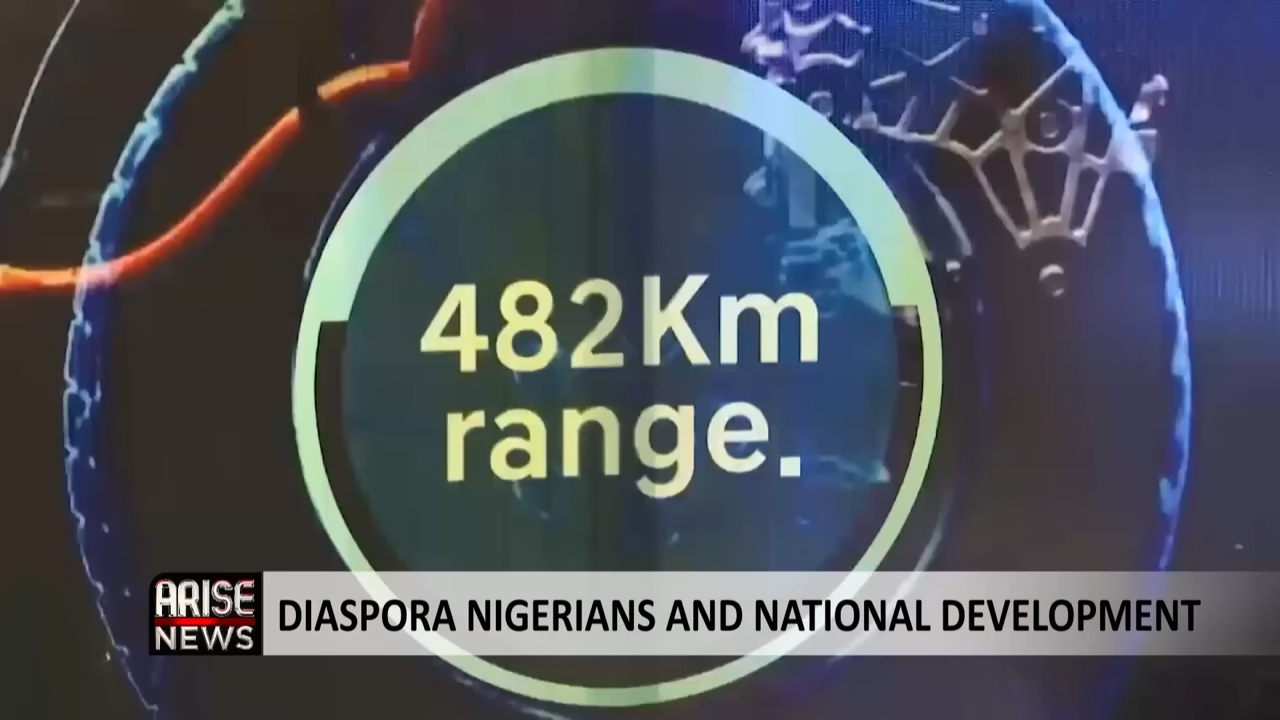 482Km
range.
ARISE
NEWS
DIASPORA NIGERIANS AND NATIONAL DEVELOPMENT